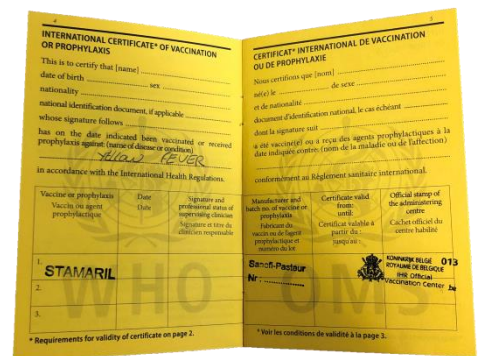 4
INTERNATIONAL CERTIFICATE* OF VACCINATION
OR PROPHYLAXIS
This is to certify that [name]
date of birth sex
nationality
national identification document, if applicable
whose signature follows
has on the date indicated been vaccinated or received
prophylaxis against: (name of disease or condition)
YELLOW FEVER
in accordance with the International Health Regulations.
Vaccine or prophylaxis
Vaccin ou agent
prophylactique
Date
Date
Signature and
professional status of
supervising clinician
Signature et titre du
clinicien responsable
1.
STAMARIL
2.
3.
WHO
* Requirements for validity of certificate on page 2.
5
CERTIFICAT* INTERNATIONAL DE VACCINATION
OU DE PROPHYLAXIE
Nous certifions que [nom]
né(e) le de sexe
et de nationalité
document d'identification national, le cas échéant
dont la signature suit
a été vacciné(e) ou a reçu des agents prophylactiques à la
date indiquée contre: (nom de la maladie ou de l'affection)
conformément au Règlement sanitaire international.
Manufacturer and
batch no. of vaccine or
prophylaxis
Fabricant du
vaccin ou de l'agent
prophylactique et
numéro du lot
Certificate valid
from:
until:
Certificat valable à
partir du :
jusqu'au :
Official stamp of
the administering
centre
Cachet officiel du
centre habilité
Sanofi-Pasteur
Nr :
KONINKRIJK BELGIË 013
ROYAUME DE BELGIQUE
IHR Official
Vaccination Center .be
OMS
* Voir les conditions de validité à la page 3.